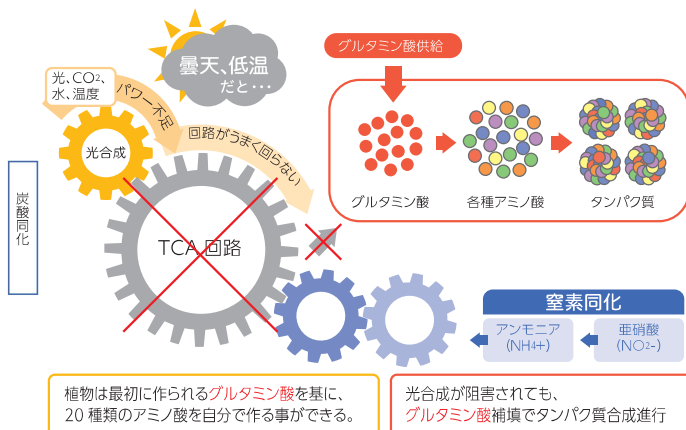 曇天、低温
だと…
光、CO2、
水、温度
パワー不足
回路がうまく回らない
光合成
炭酸同化
TCA 回路
グルタミン酸供給
グルタミン酸
各種アミノ酸
タンパク質
窒素同化
アンモニア
(NH4+)
亜硝酸
(NO2-)
植物は最初に作られるグルタミン酸を基に、
20 種類のアミノ酸を自分で作る事ができる。
光合成が阻害されても、
グルタミン酸補填でタンパク質合成進行